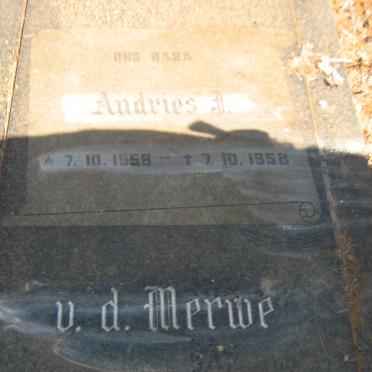 ONS BABA
Andries J.
* 7.10.1958 - † 7.10.1958
v. d. Merwe